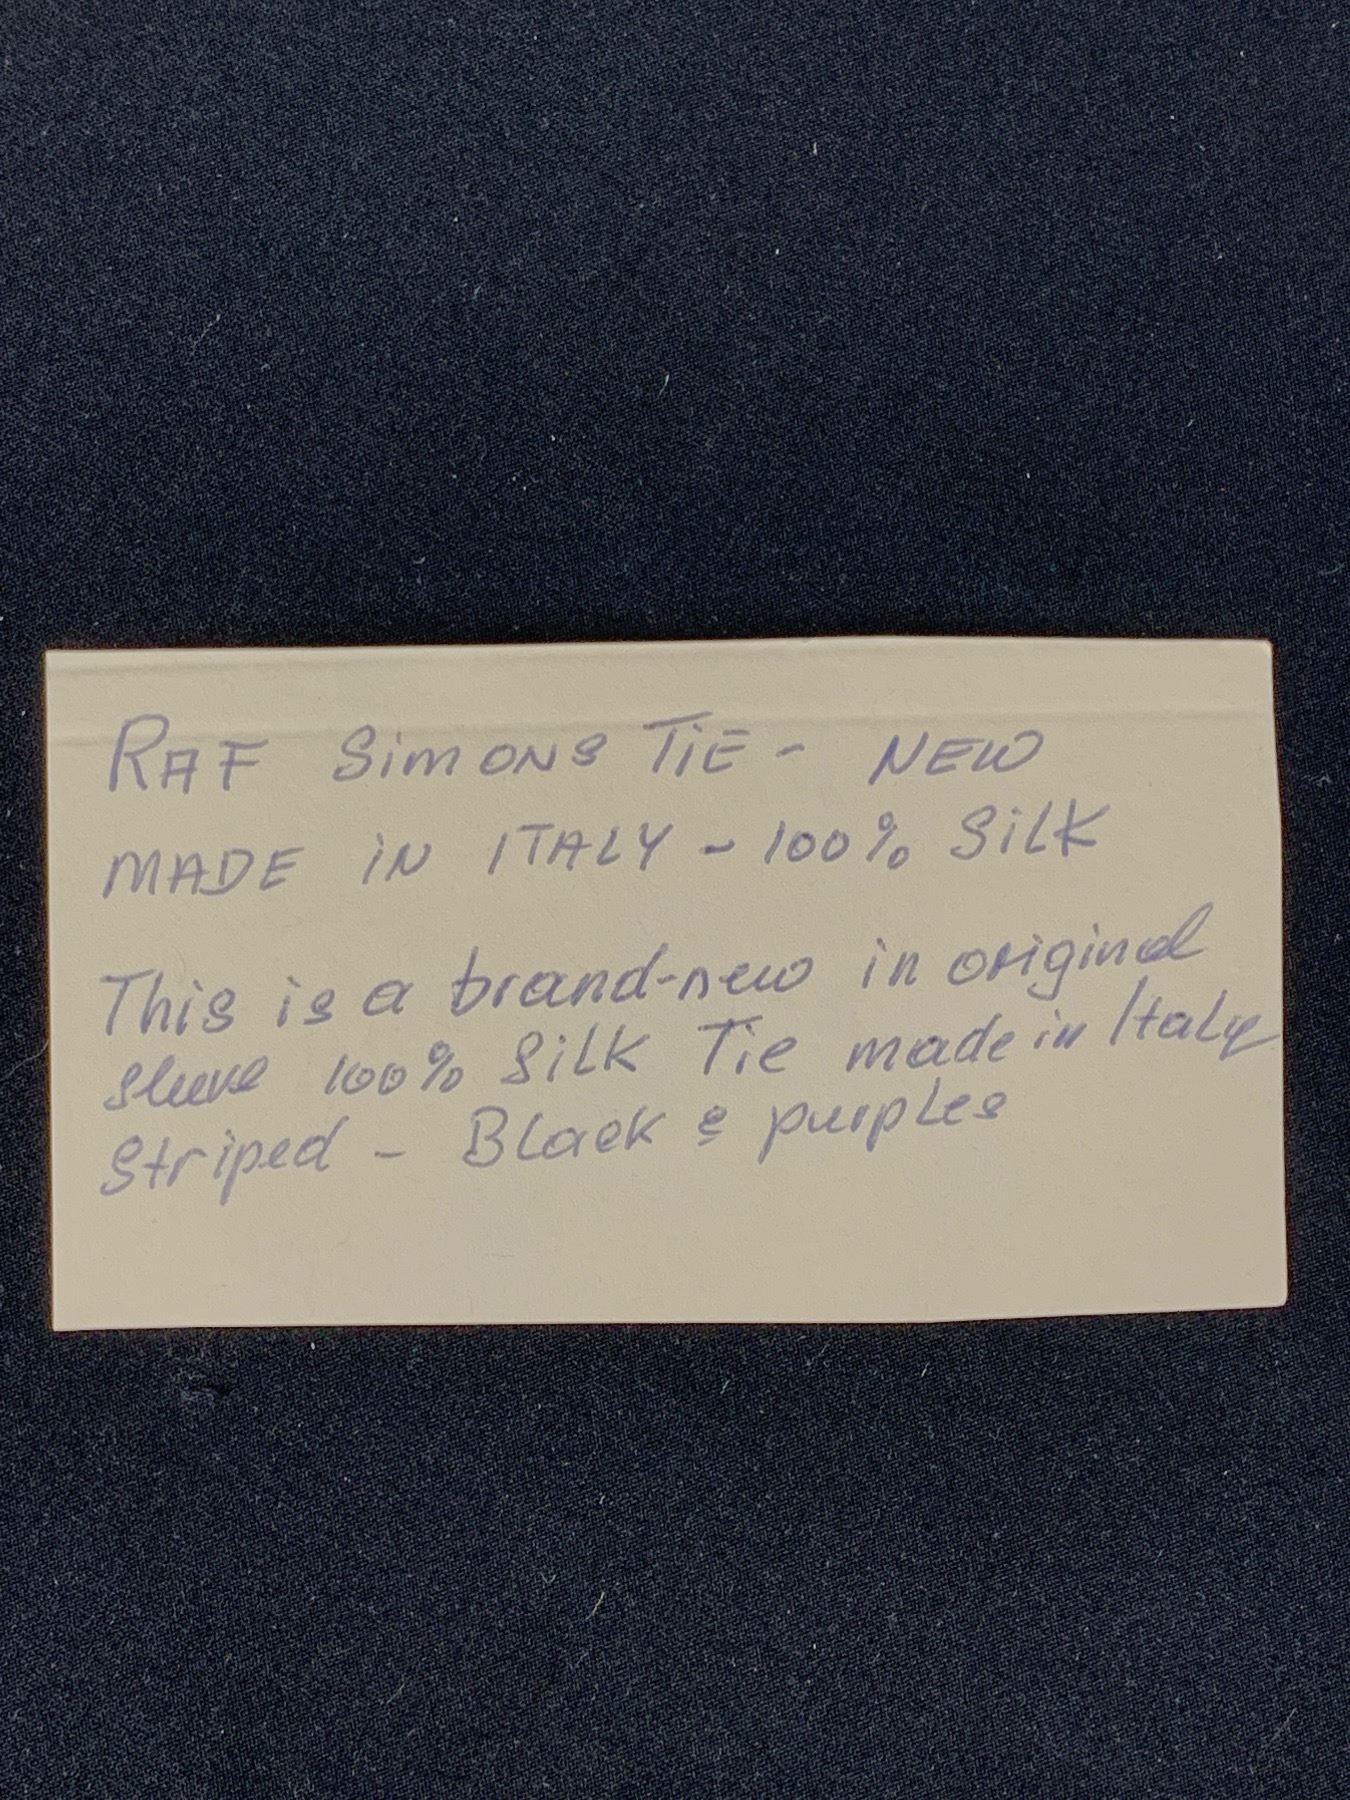 RAF SiMONS TiE - NEW
MADE iN ITALY - 100% SiLK
This is a brand-new in original
sleeve 100% SiLK Tie made in Italy
Striped - Black & purples